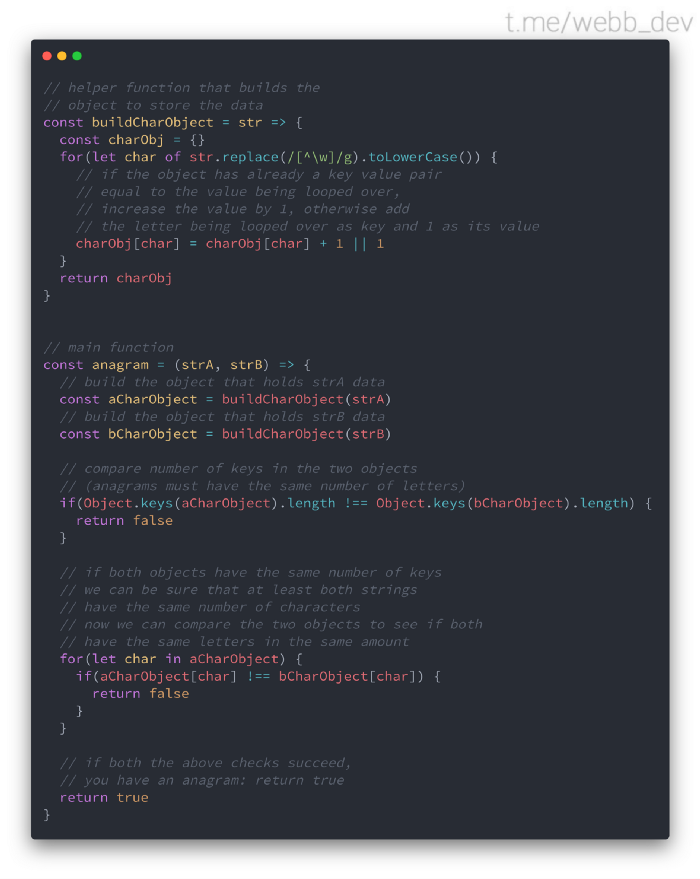 t.me/webb_dev
// helper function that builds the
// object to store the data
const buildCharObject = str => {
  const charObj = {}
  for(let char of str.replace(/[^\w]/g).toLowerCase()) {
    // if the object has already a key value pair
    // equal to the value being looped over,
    // increase the value by 1, otherwise add
    // the letter being looped over as key and 1 as its value
    charObj[char] = charObj[char] + 1 || 1
  }
  return charObj
}
// main function
const anagram = (strA, strB) => {
  // build the object that holds strA data
  const aCharObject = buildCharObject(strA)
  // build the object that holds strB data
  const bCharObject = buildCharObject(strB)
  // compare number of keys in the two objects
  // (anagrams must have the same number of letters)
  if(Object.keys(aCharObject).length !== Object.keys(bCharObject).length) {
    return false
  }
  // if both objects have the same number of keys
  // we can be sure that at least both strings
  // have the same number of characters
  // now we can compare the two objects to see if both
  // have the same letters in the same amount
  for(let char in aCharObject) {
    if(aCharObject[char] !== bCharObject[char]) {
      return false
    }
  }
  // if both the above checks succeed,
  // you have an anagram: return true
  return true
}